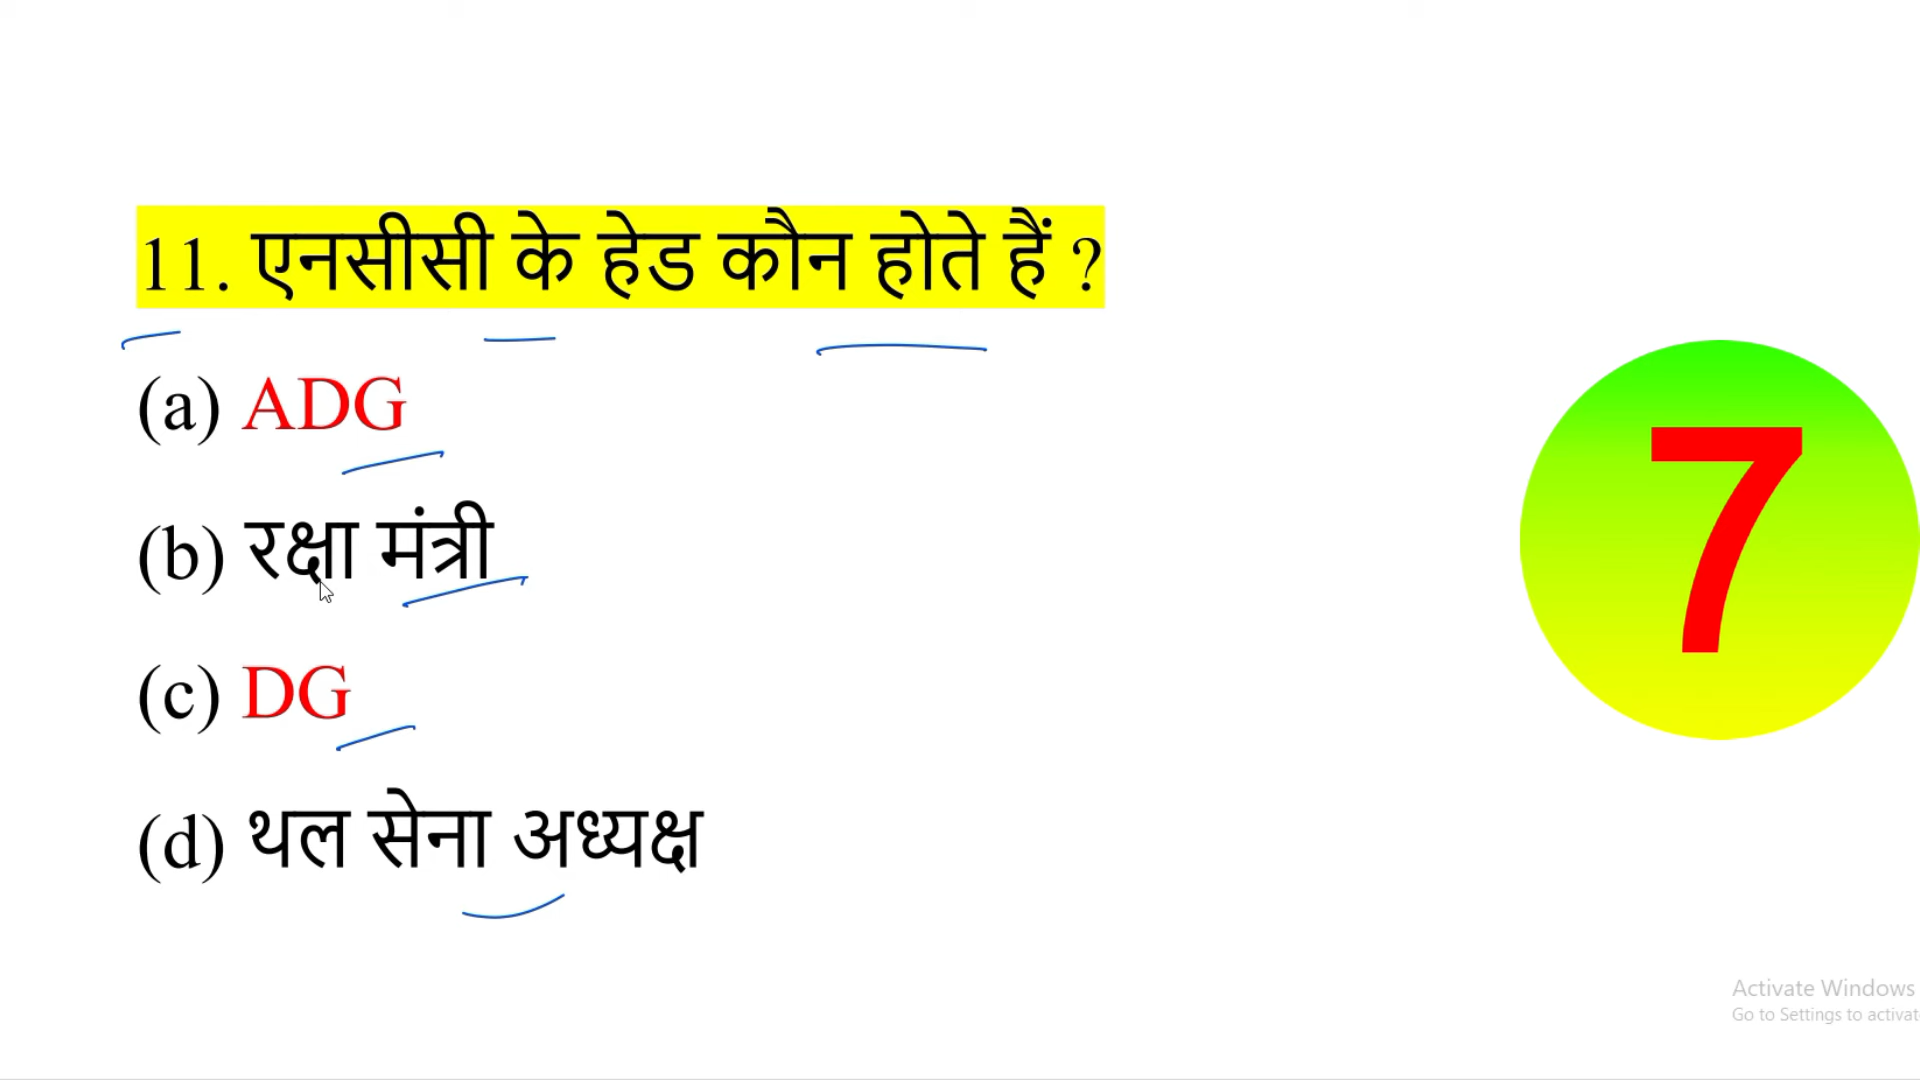 11. एनसीसी के हेड कौन होते हैं ?
(a) ADG
(b) रक्षा मंत्री
(c) DG
(d) थल सेना अध्यक्ष
7
Activate Windows
Go to Settings to activat